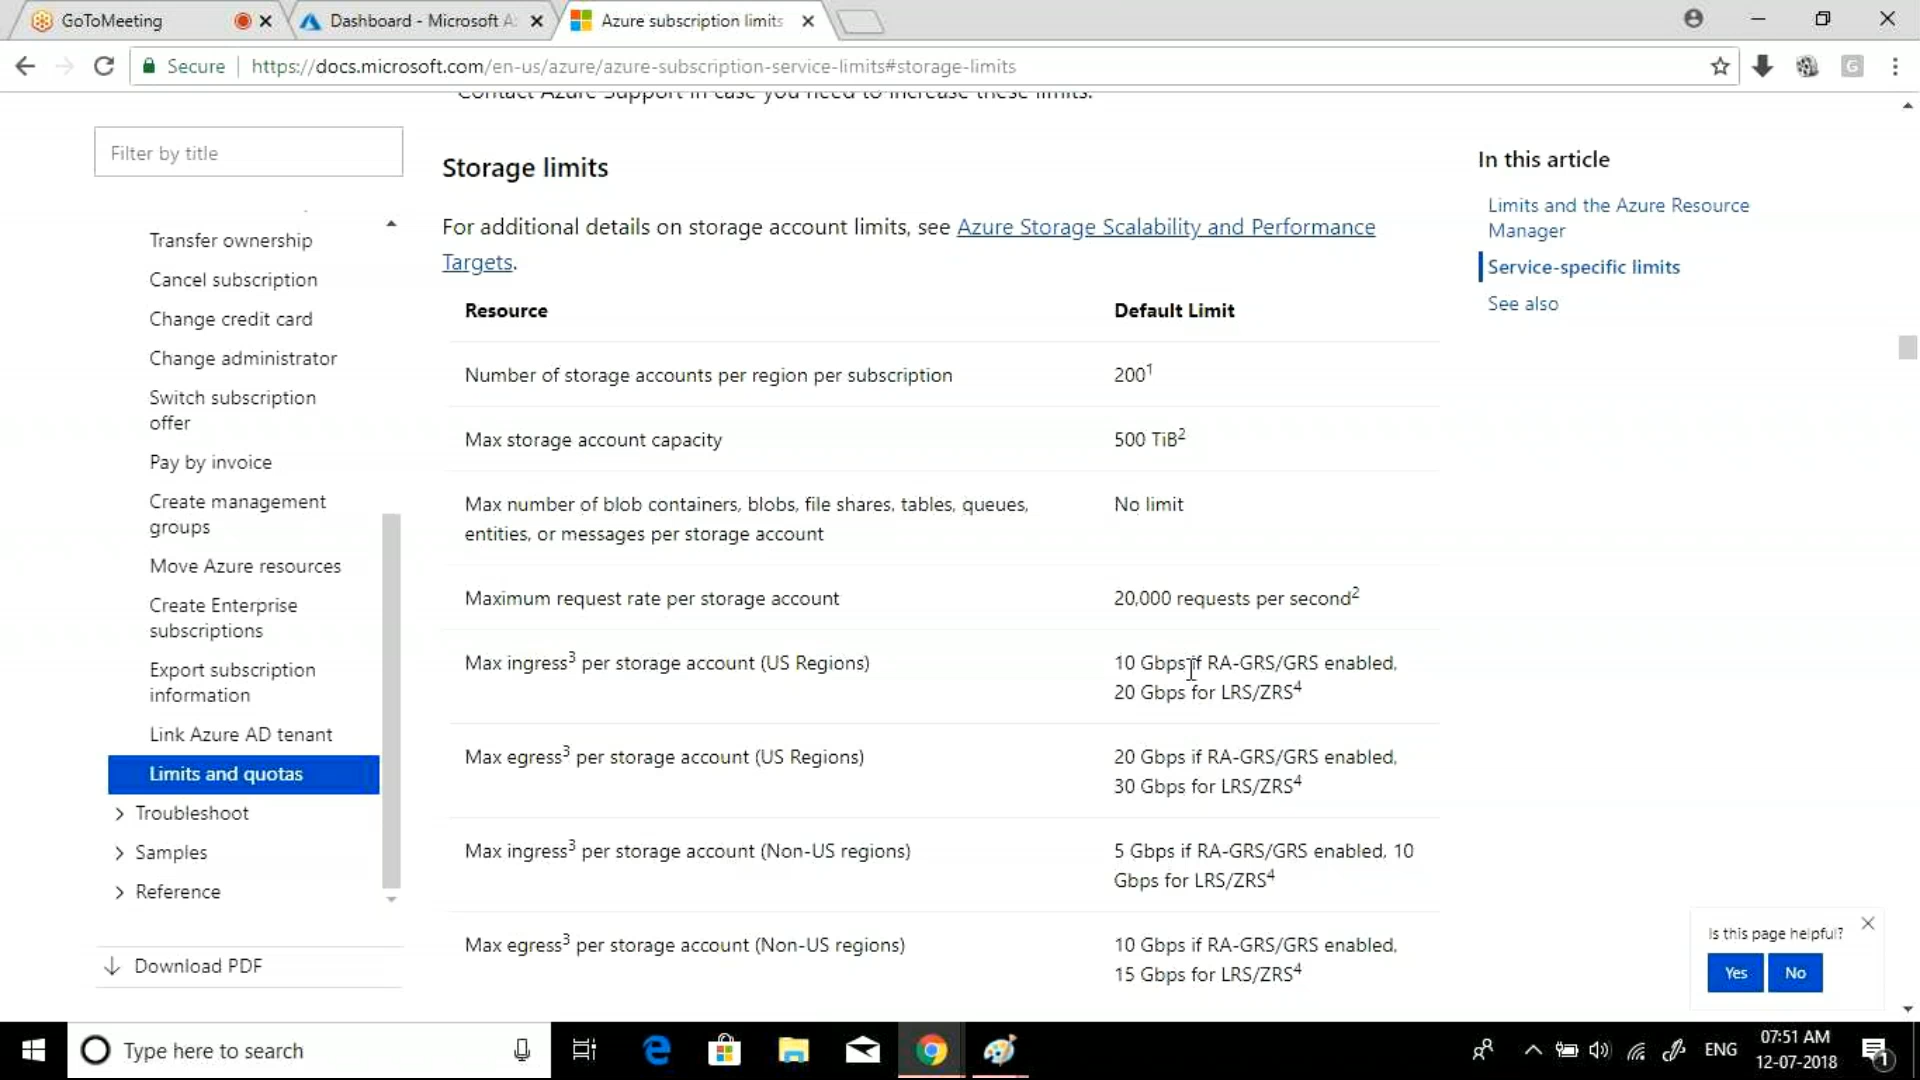 GoToMeeting
Dashboard - Microsoft A
Azure subscription limits
Secure
https://docs.microsoft.com/en-us/azure/azure-subscription-service-limits#storage-limits
G
Contact Azure Support in case you need to increase these limits.
Filter by title
Transfer ownership
Cancel subscription
Change credit card
Change administrator
Switch subscription
offer
Pay by invoice
Create management
groups
Move Azure resources
Create Enterprise
subscriptions
Export subscription
information
Link Azure AD tenant
Limits and quotas
Troubleshoot
Samples
Reference
Download PDF
Storage limits
For additional details on storage account limits, see Azure Storage Scalability and Performance
Targets.
Resource Default Limit
Number of storage accounts per region per subscription 200¹
Max storage account capacity 500 TiB²
Max number of blob containers, blobs, file shares, tables, queues, No limit
entities, or messages per storage account
Maximum request rate per storage account 20,000 requests per second²
Max ingress³ per storage account (US Regions) 10 Gbps if RA-GRS/GRS enabled,
20 Gbps for LRS/ZRS⁴
Max egress³ per storage account (US Regions) 20 Gbps if RA-GRS/GRS enabled,
30 Gbps for LRS/ZRS⁴
Max ingress³ per storage account (Non-US regions) 5 Gbps if RA-GRS/GRS enabled, 10
Gbps for LRS/ZRS⁴
Max egress³ per storage account (Non-US regions) 10 Gbps if RA-GRS/GRS enabled,
15 Gbps for LRS/ZRS⁴
In this article
Limits and the Azure Resource
Manager
Service-specific limits
See also
Is this page helpful?
Yes No
Type here to search
ENG
07:51 AM
12-07-2018
1